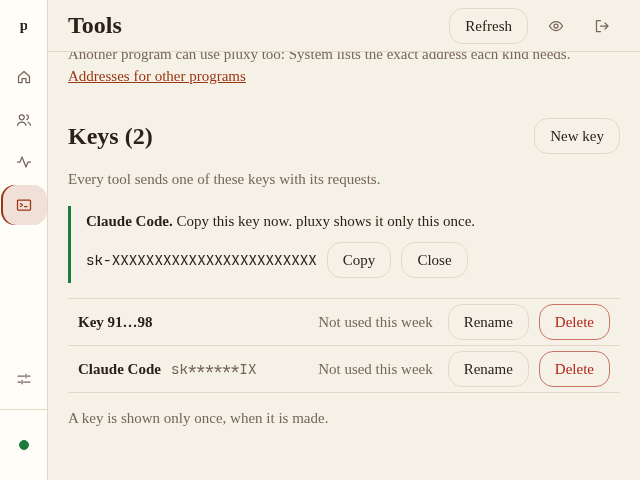 p
Tools
Refresh
Another program can use pluxy too: System lists the exact address each kind needs.
Addresses for other programs
Keys (2)
New key
Every tool sends one of these keys with its requests.
Claude Code. Copy this key now. pluxy shows it only this once.
sk-XXXXXXXXXXXXXXXXXXXXXXXX
Copy
Close
Key 91…98
Not used this week
Rename
Delete
Claude Code
sk******IX
Not used this week
Rename
Delete
A key is shown only once, when it is made.